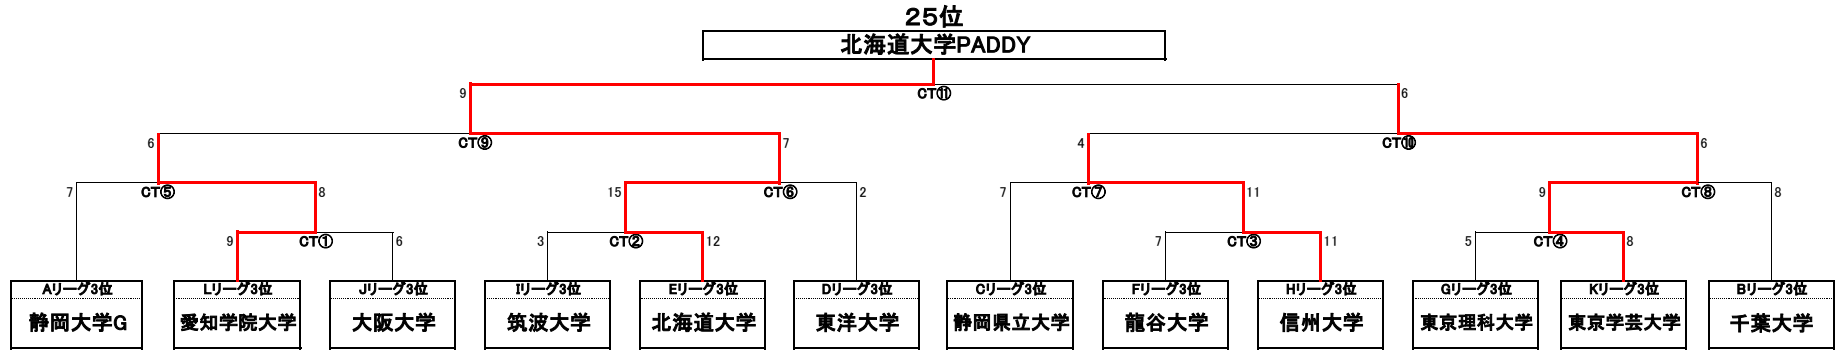 25位
北海道大学PADDY
9 CT⑪ 6
6 CT⑨ 7 4 CT⑩ 6
7 CT⑤ 8 15 CT⑥ 2 7 CT⑦ 11 9 CT⑧ 8
9 CT① 6 3 CT② 12 7 CT③ 11 5 CT④ 8
Aリーグ3位 Lリーグ3位 Jリーグ3位 Iリーグ3位 Eリーグ3位 Dリーグ3位 Cリーグ3位 Fリーグ3位 Hリーグ3位 Gリーグ3位 Kリーグ3位 Bリーグ3位
静岡大学G 愛知学院大学 大阪大学 筑波大学 北海道大学 東洋大学 静岡県立大学 龍谷大学 信州大学 東京理科大学 東京学芸大学 千葉大学